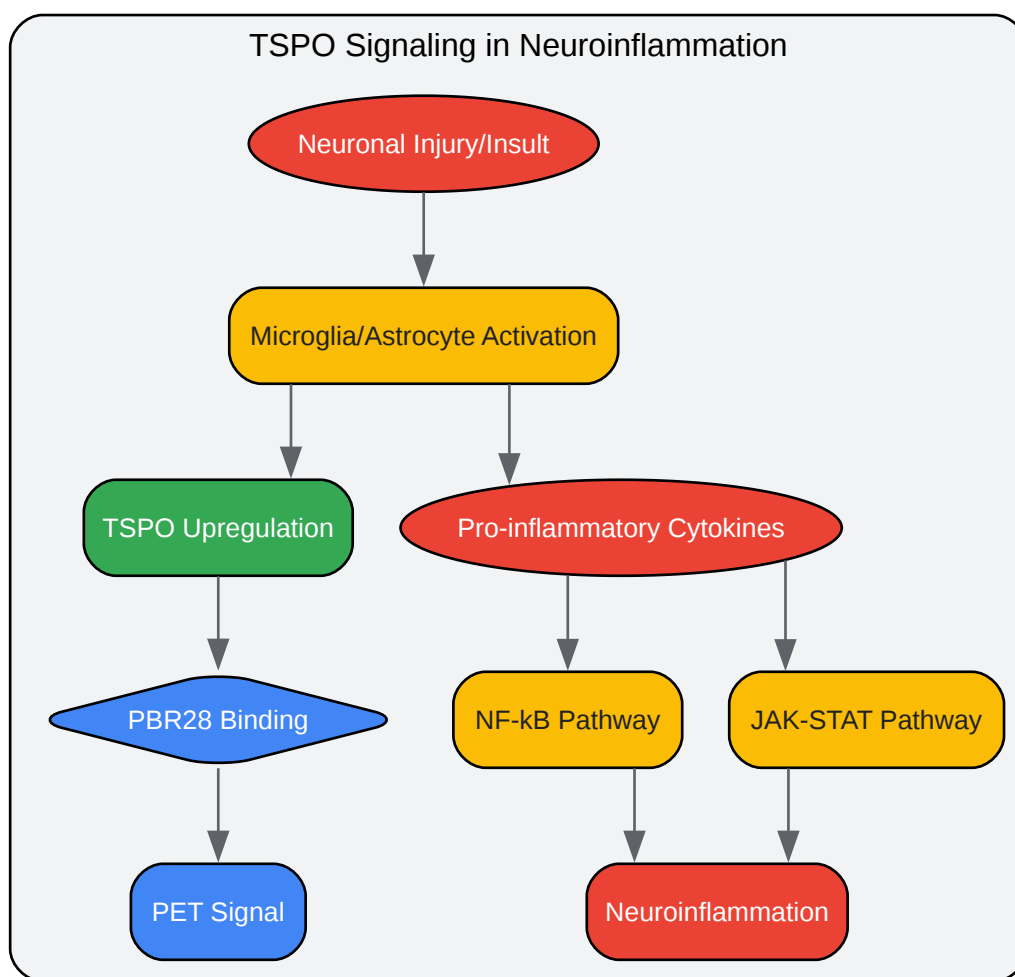 TSPO Signaling in Neuroinflammation
Neuronal Injury/Insult
Microglia/Astrocyte Activation
TSPO Upregulation
Pro-inflammatory Cytokines
PBR28 Binding
NF-kB Pathway
JAK-STAT Pathway
PET Signal
Neuroinflammation